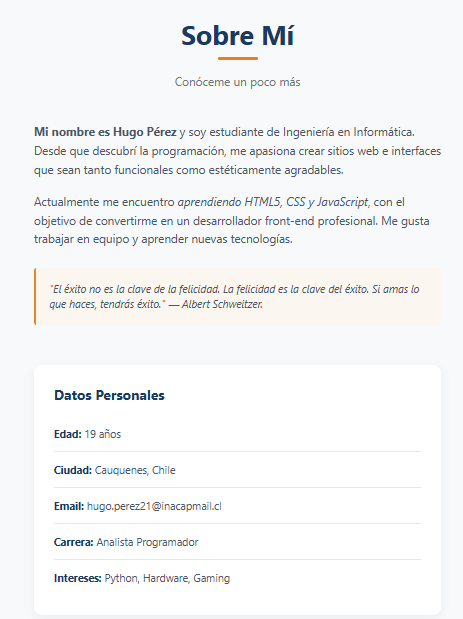 Sobre Mí
Conóceme un poco más
Mi nombre es Hugo Pérez y soy estudiante de Ingeniería en Informática.
Desde que descubrí la programación, me apasiona crear sitios web e interfaces
que sean tanto funcionales como estéticamente agradables.
Actualmente me encuentro aprendiendo HTML5, CSS y JavaScript, con el
objetivo de convertirme en un desarrollador front-end profesional. Me gusta
trabajar en equipo y aprender nuevas tecnologías.
"El éxito no es la clave de la felicidad. La felicidad es la clave del éxito. Si amas lo
que haces, tendrás éxito." — Albert Schweitzer.
Datos Personales
Edad: 19 años
Ciudad: Cauquenes, Chile
Email: hugo.perez21@inacapmail.cl
Carrera: Analista Programador
Intereses: Python, Hardware, Gaming